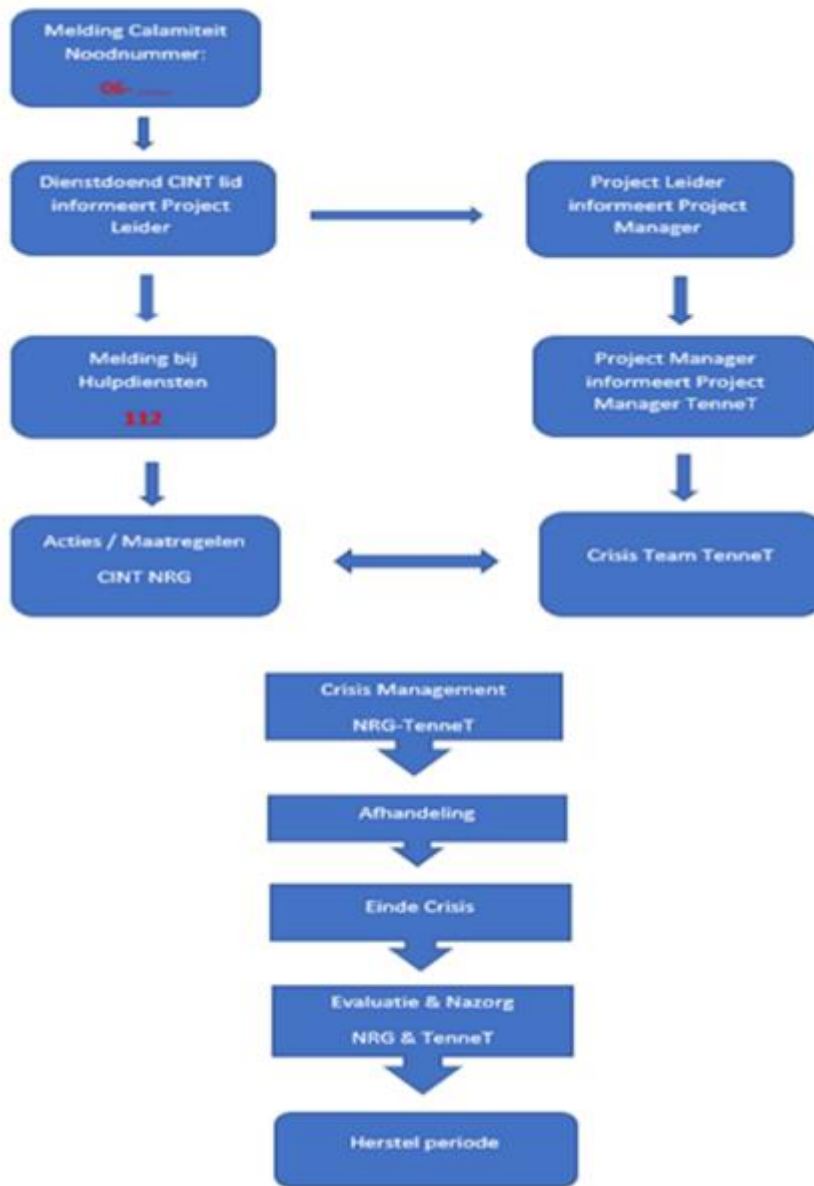 Melding Calamiteit
Noodnummer:
06- .....
Dienstdoend CINT lid
informeert Project
Leider
Project Leider
informeert Project
Manager
Melding bij
Hulpdiensten
112
Project Manager
informeert Project
Manager TenneT
Acties / Maatregelen
CINT NRG
Crisis Team TenneT
Crisis Management
NRG-TenneT
Afhandeling
Einde Crisis
Evaluatie & Nazorg
NRG & TenneT
Herstel periode